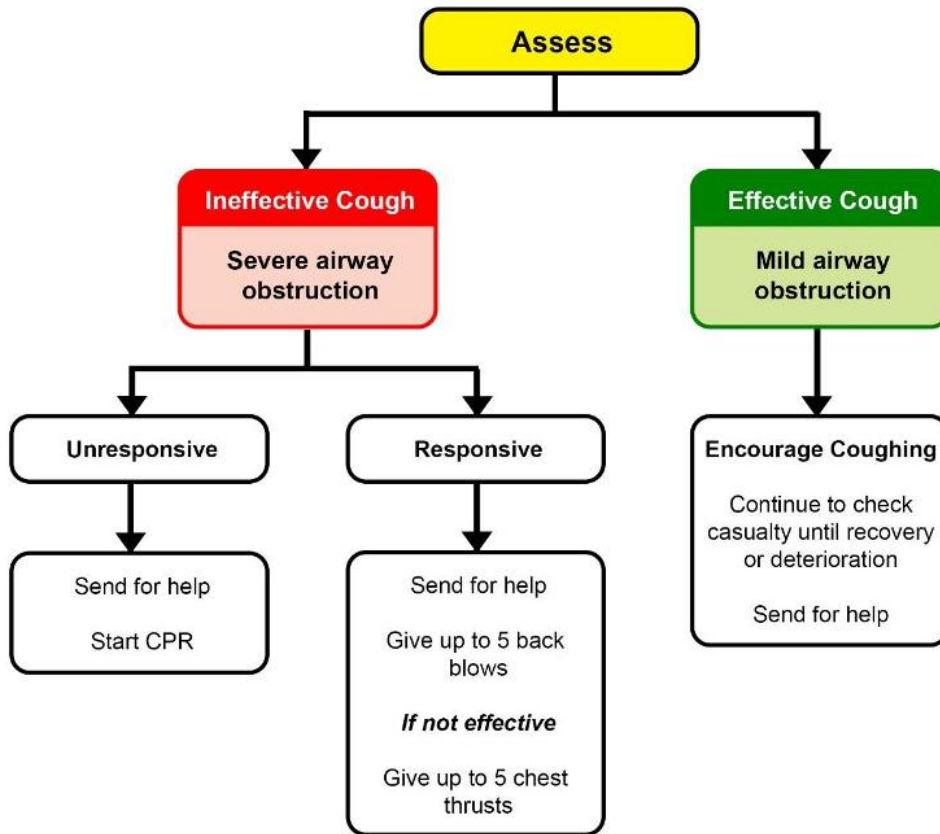 Assess
Ineffective Cough
Severe airway
obstruction
Effective Cough
Mild airway
obstruction
Unresponsive
Send for help
Start CPR
Responsive
Send for help
Give up to 5 back
blows
If not effective
Give up to 5 chest
thrusts
Encourage Coughing
Continue to check
casualty until recovery
or deterioration
Send for help